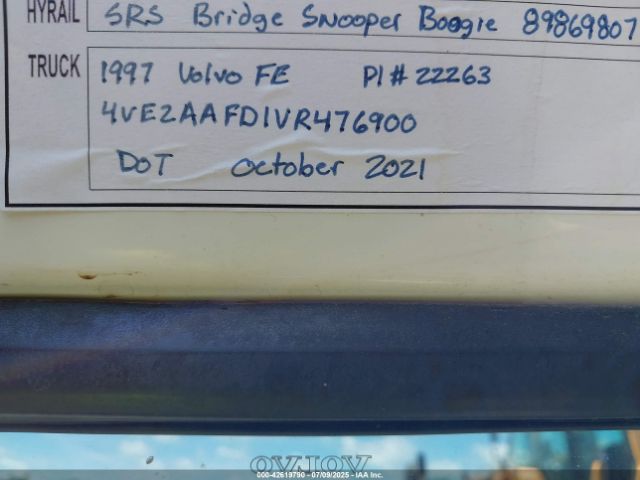 HYRAIL SRS Bridge Snooper Boogie 89869807
TRUCK 1997 Volvo FE PI# 22263
4VE2AAFD1VR476900
DOT October 2021
VOLVO
000-42619790 - 07/09/2025 - IAA Inc.